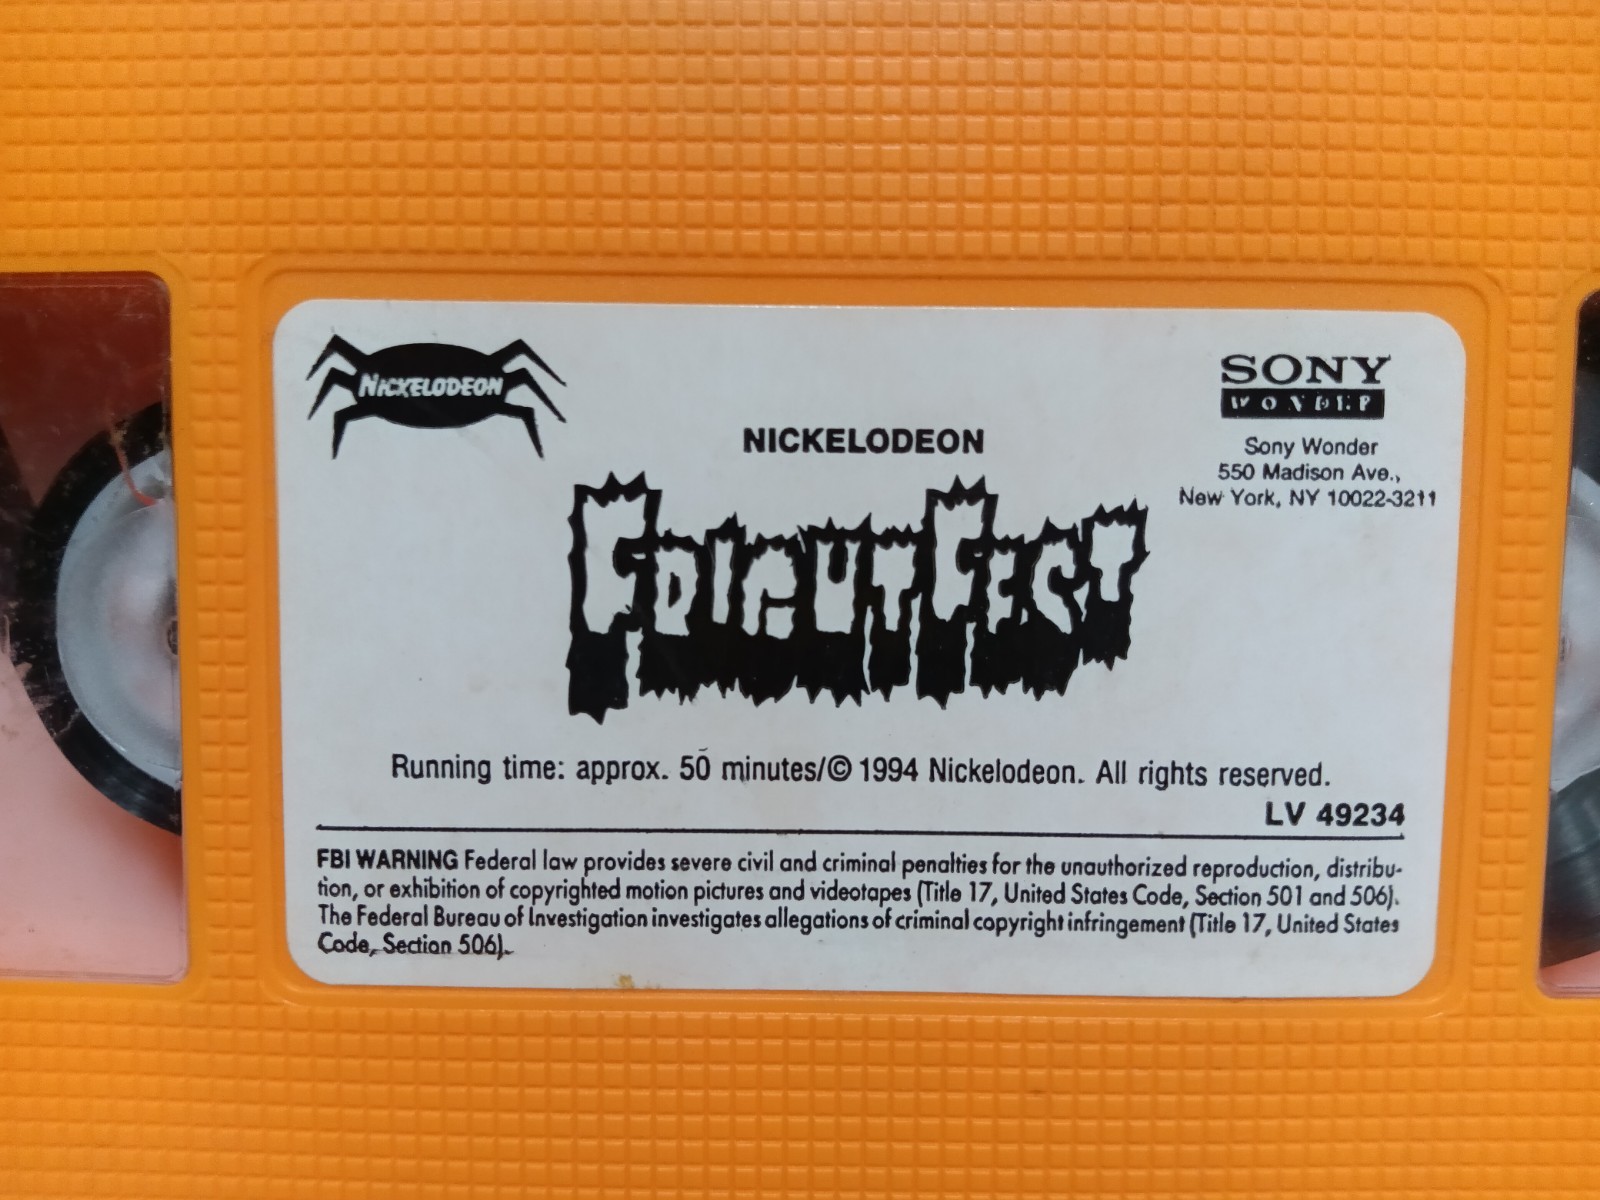 NICKELODEON
SONY
WONDER
Sony Wonder
550 Madison Ave.,
New York, NY 10022-3211
NICKELODEON
FRIGHTFEST
Running time: approx. 50 minutes/© 1994 Nickelodeon. All rights reserved.
LV 49234
FBI WARNING Federal law provides severe civil and criminal penalties for the unauthorized reproduction, distribu-
tion, or exhibition of copyrighted motion pictures and videotapes (Title 17, United States Code, Section 501 and 506).
The Federal Bureau of Investigation investigates allegations of criminal copyright infringement (Title 17, United States
Code, Section 506).